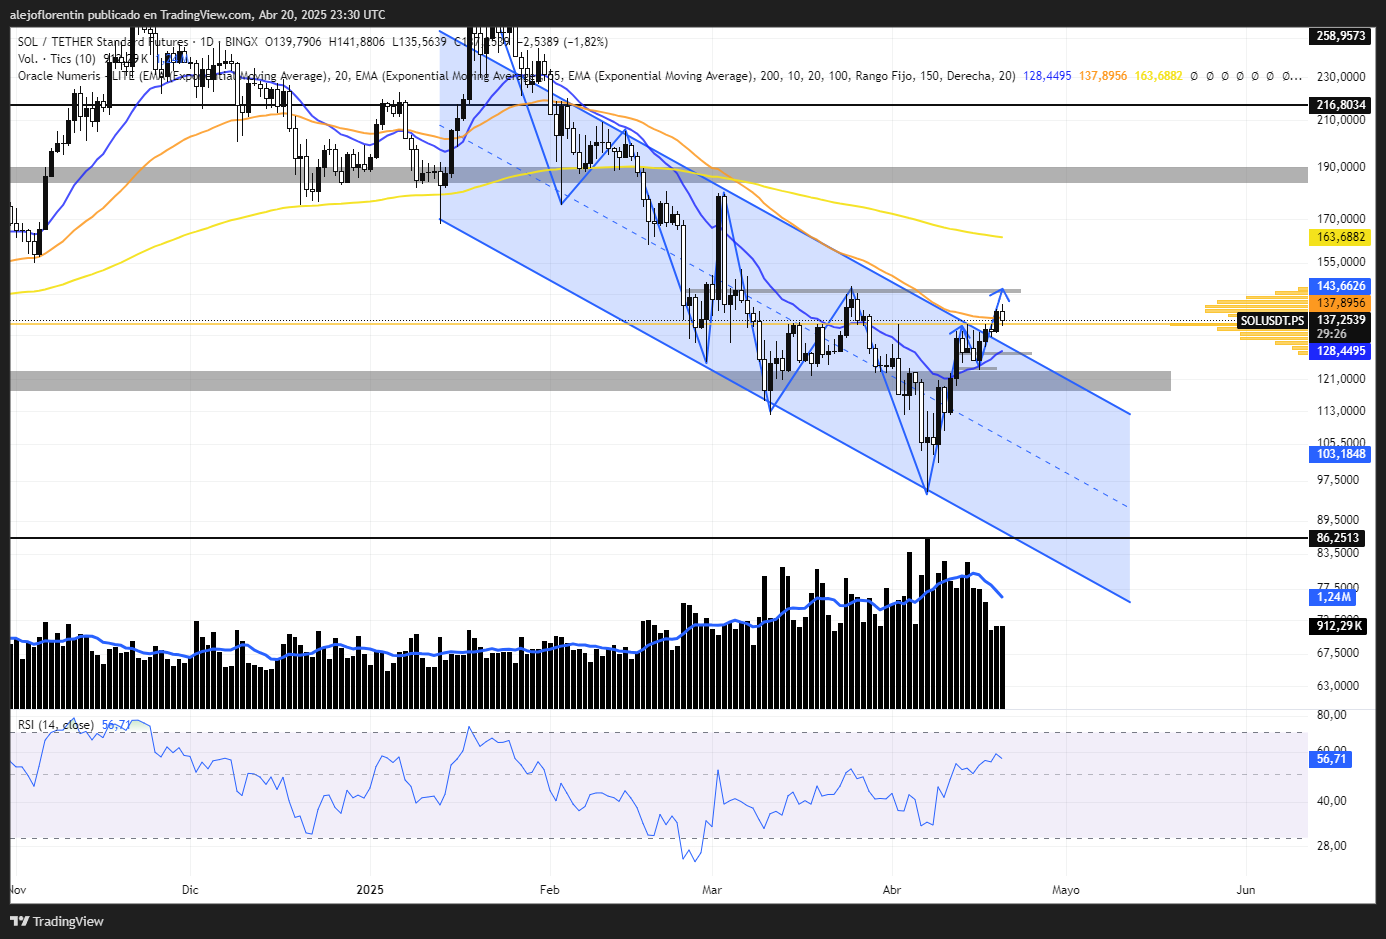 alejoflorentin publicado en TradingView.com, Abr 20, 2025 23:30 UTC
SOL / TETHER Standard Futures · 1D · BINGX O139,7906 H141,8806 L135,5639 C137,2539 −2,5389 (−1,82%)
Vol. · Tics (10) 912,29 K
Oracle Numeris - LITE (EMA (Exponential Moving Average), 20, EMA (Exponential Moving Average), 55, EMA (Exponential Moving Average), 200, 10, 20, 100, Rango Fijo, 150, Derecha, 20) 128,4495 137,8956 163,6882 Ø Ø Ø Ø Ø Ø Ø...
258,9573
230,0000
216,8034
210,0000
190,0000
170,0000
163,6882
155,0000
143,6626
137,8956
SOLUSDT.PS 137,2539
29:26
128,4495
121,0000
113,0000
105,5000
103,1848
97,5000
89,5000
86,2513
83,5000
77,5000
1,24M
912,29 K
67,5000
63,0000
RSI (14, close) 56,71
80,00
60,00
56,71
40,00
28,00
Nov Dic 2025 Feb Mar Abr Mayo Jun
TradingView